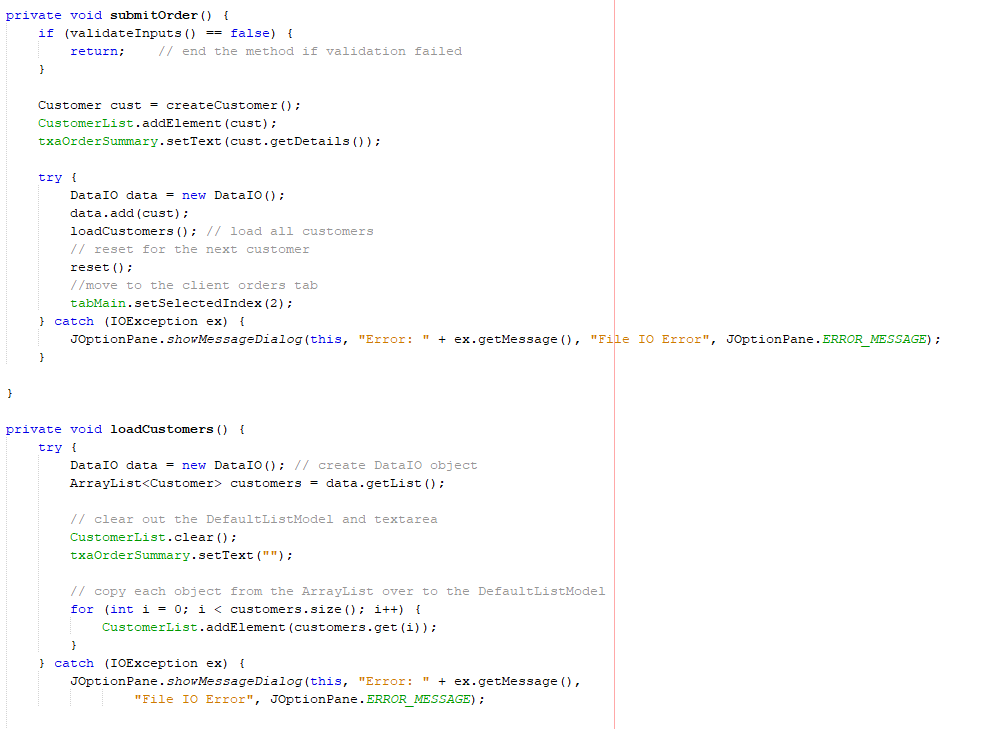 private void submitOrder() {
    if (validateInputs() == false) {
        return;    // end the method if validation failed
    }

    Customer cust = createCustomer();
    CustomerList.addElement(cust);
    txaOrderSummary.setText(cust.getDetails());

    try {
        DataIO data = new DataIO();
        data.add(cust);
        loadCustomers(); // load all customers
        // reset for the next customer
        reset();
        //move to the client orders tab
        tabMain.setSelectedIndex(2);
    } catch (IOException ex) {
        JOptionPane.showMessageDialog(this, "Error: " + ex.getMessage(), "File IO Error", JOptionPane.ERROR_MESSAGE);
    }

}

private void loadCustomers() {
    try {
        DataIO data = new DataIO(); // create DataIO object
        ArrayList<Customer> customers = data.getList();

        // clear out the DefaultListModel and textarea
        CustomerList.clear();
        txaOrderSummary.setText("");

        // copy each object from the ArrayList over to the DefaultListModel
        for (int i = 0; i < customers.size(); i++) {
            CustomerList.addElement(customers.get(i));
        }
    } catch (IOException ex) {
        JOptionPane.showMessageDialog(this, "Error: " + ex.getMessage(),
                "File IO Error", JOptionPane.ERROR_MESSAGE);